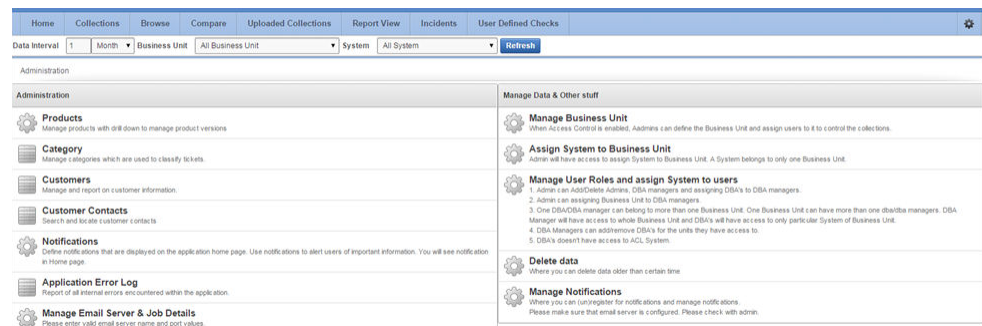 Home Collections Browse Compare Uploaded Collections Report View Incidents User Defined Checks
Data Interval 1 Month Business Unit All Business Unit System All System Refresh
Administration
Administration
Products
Manage products with drill down to manage product versions
Category
Manage categories which are used to classify tickets.
Customers
Manage and report on customer information.
Customer Contacts
Search and locate customer contacts
Notifications
Define notifications that are displayed on the application home page. Use notifications to alert users of important information. You will see notification
in Home page.
Application Error Log
Report of all internal errors encountered within the application.
Manage Email Server & Job Details
Please enter valid email server name and port values.
Manage Data & Other stuff
Manage Business Unit
When Access Control is enabled, Aadmins can define the Business Unit and assign users to it to control the collections.
Assign System to Business Unit
Admin will have access to assign System to Business Unit. A System belongs to only one Business Unit.
Manage User Roles and assign System to users
1. Admin can Add/Delete Admins, DBA managers and assigning DBA's to DBA managers.
2. Admin can assigning Business Unit to DBA managers.
3. One DBA/DBA manager can belong to more than one Business Unit. One Business Unit can have more than one dba/dba managers. DBA
Manager will have access to whole Business Unit and DBA's will have access to only particular System of Business Unit.
4. DBA Managers can add/remove DBA's for the units they have access to.
5. DBA's doesn't have access to ACL System.
Delete data
Where you can delete data older than certain time
Manage Notifications
Where you can (un)register for notifications and manage notifications.
Please make sure that email server is configured. Please check with admin.